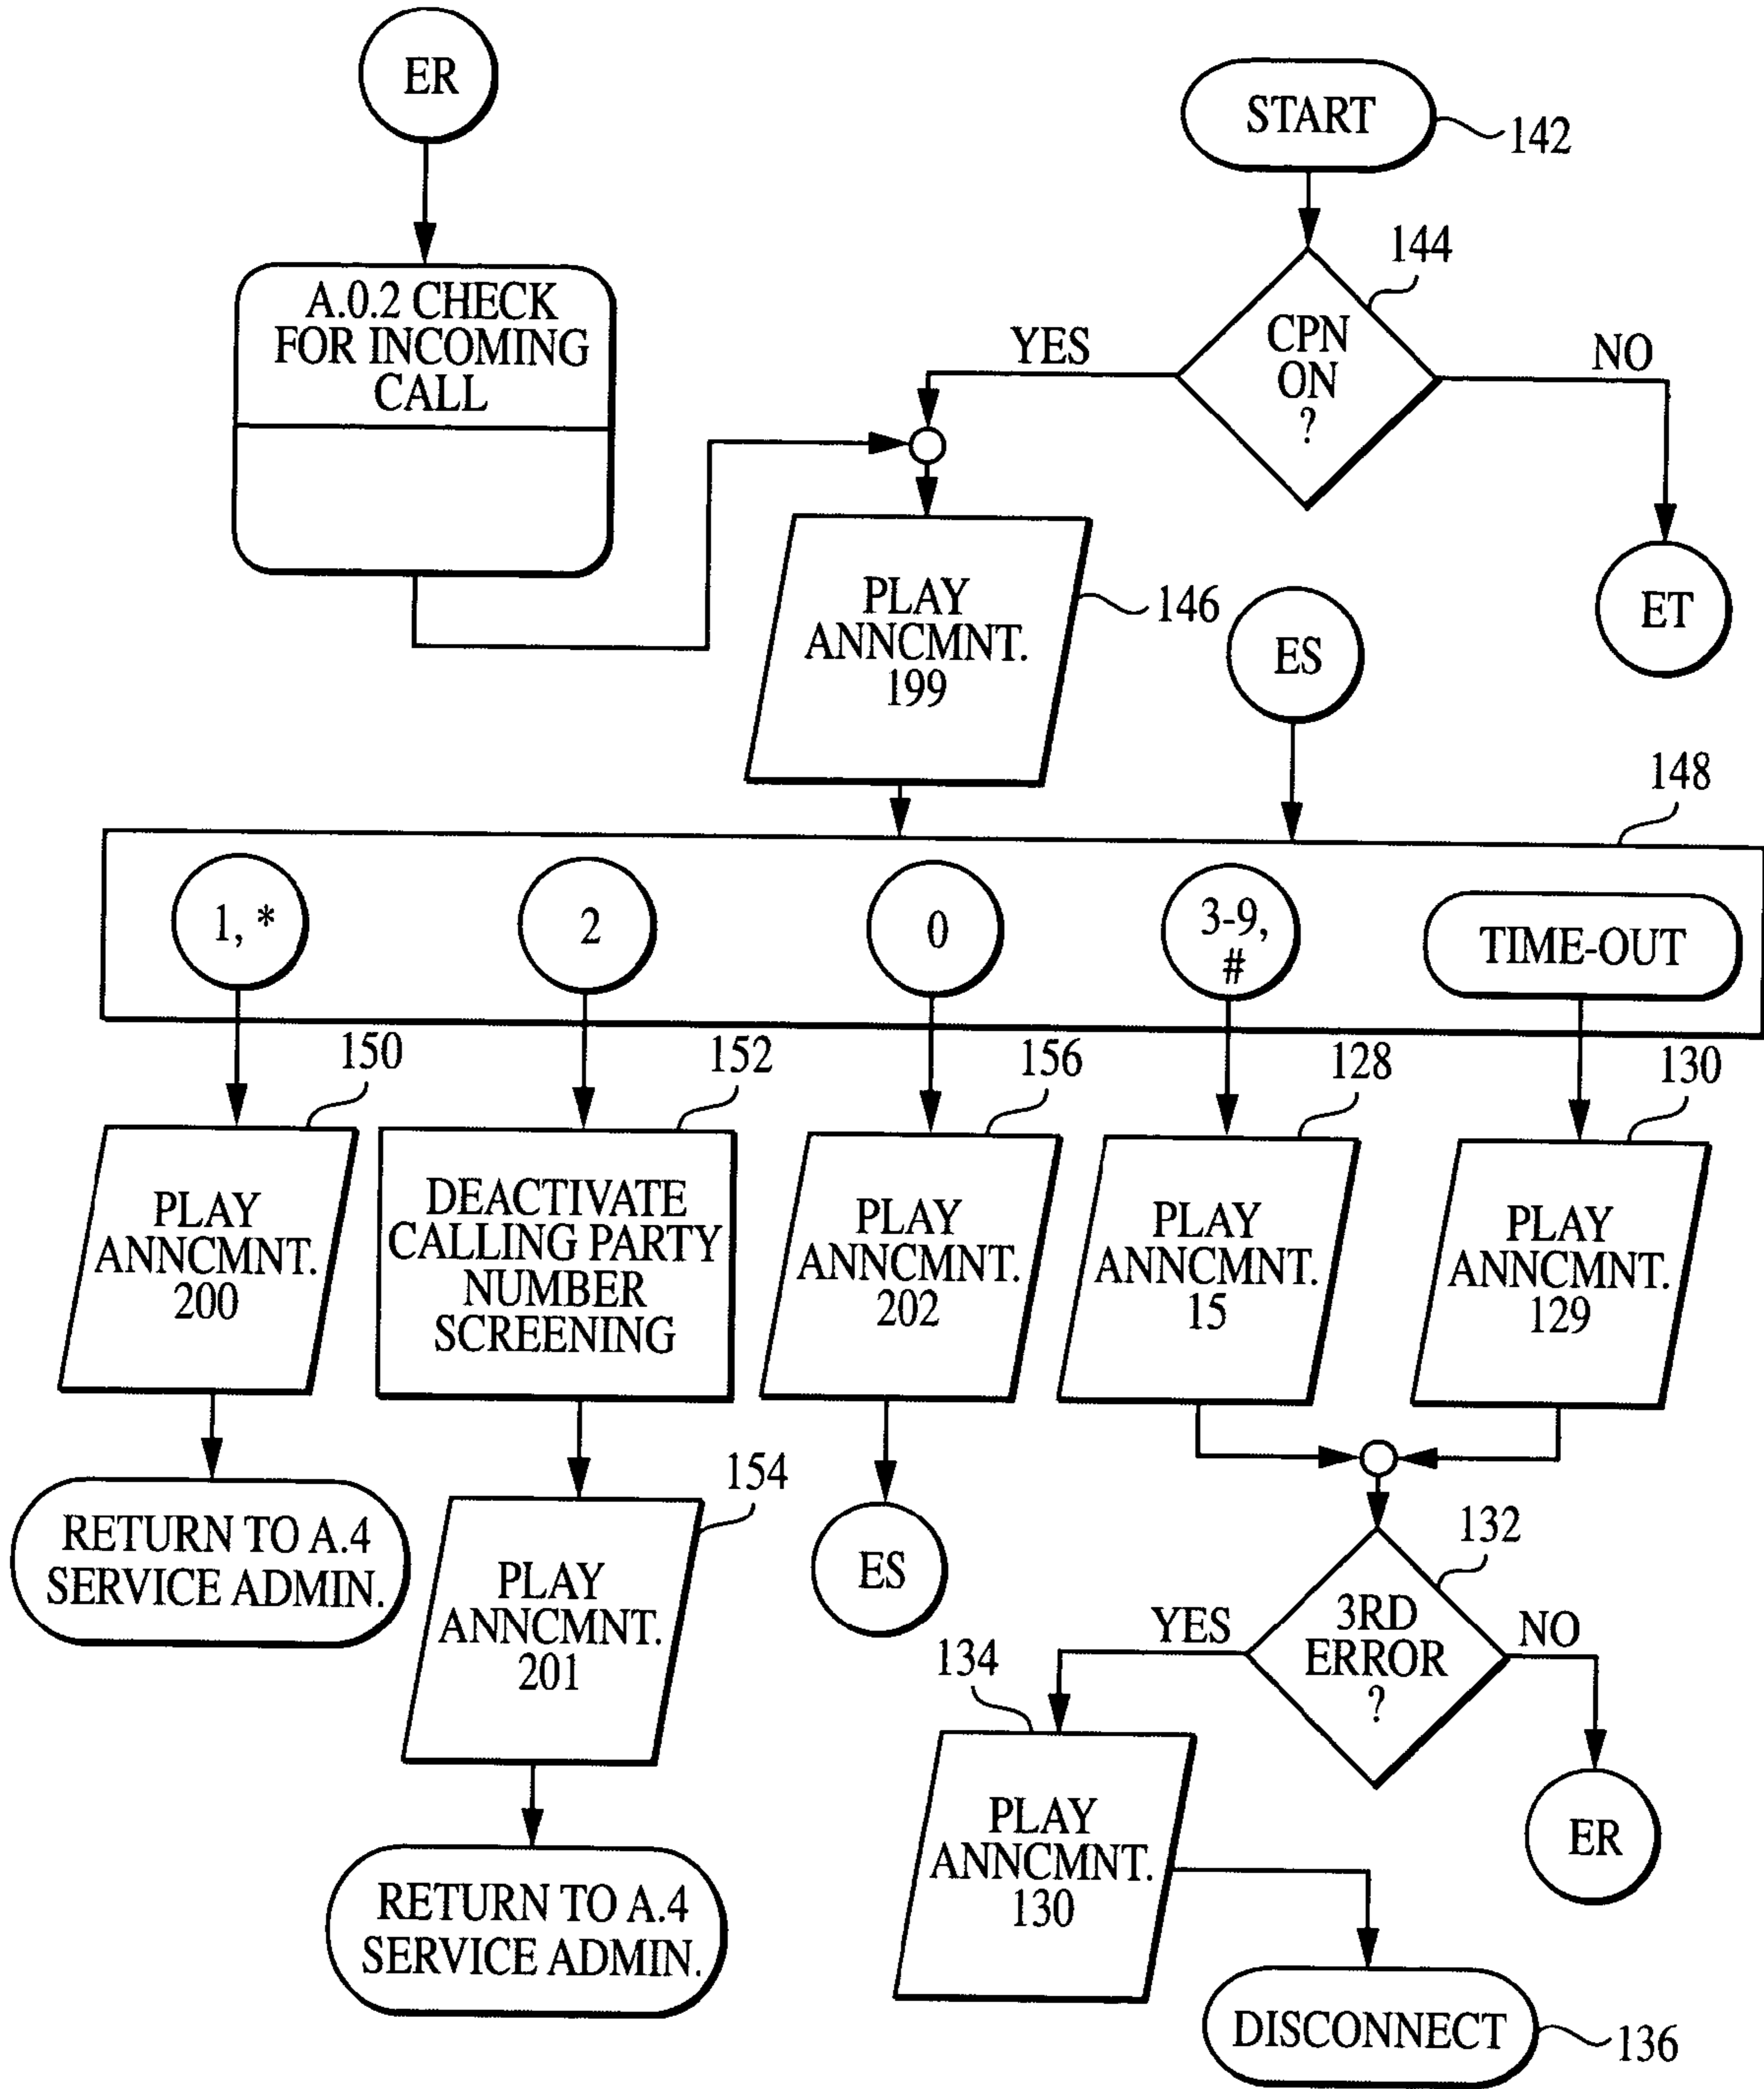 ER
START
142
A.0.2 CHECK
FOR INCOMING
CALL
144
CPN
ON
?
YES
NO
PLAY
ANNCMNT.
199
146
ES
ET
148
1, *
2
0
3-9,
#
TIME-OUT
150
152
156
128
130
PLAY
ANNCMNT.
200
DEACTIVATE
CALLING PARTY
NUMBER
SCREENING
PLAY
ANNCMNT.
202
PLAY
ANNCMNT.
15
PLAY
ANNCMNT.
129
RETURN TO A.4
SERVICE ADMIN.
154
PLAY
ANNCMNT.
201
ES
132
3RD
ERROR
?
YES
NO
134
PLAY
ANNCMNT.
130
ER
RETURN TO A.4
SERVICE ADMIN.
DISCONNECT
136